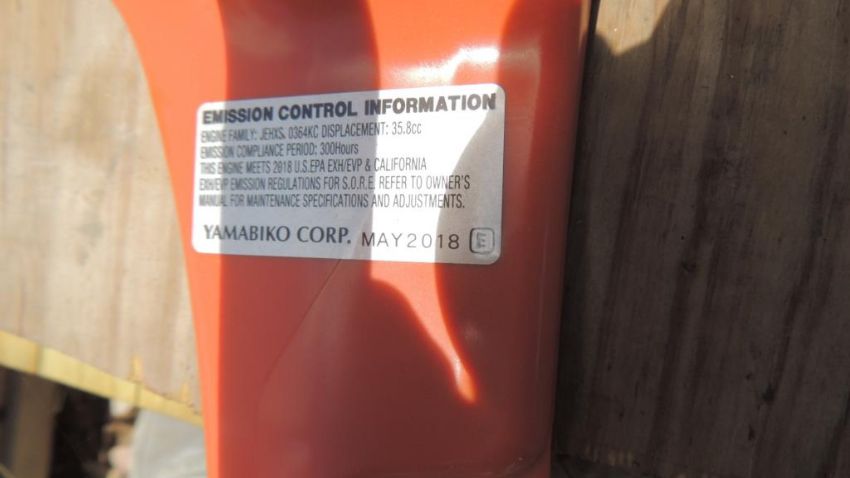 EMISSION CONTROL INFORMATION
ENGINE FAMILY: JEHXS. 0364KC DISPLACEMENT: 35.8cc
EMISSION COMPLIANCE PERIOD: 300Hours
THIS ENGINE MEETS 2018 U.S.EPA EXH/EVP & CALIFORNIA
EXH/EVP EMISSION REGULATIONS FOR S.O.R.E. REFER TO OWNER'S
MANUAL FOR MAINTENANCE SPECIFICATIONS AND ADJUSTMENTS.
YAMABIKO CORP. MAY2018 E